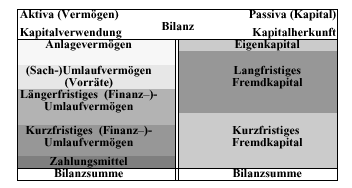 Aktiva (Vermögen)
Kapitalverwendung
Bilanz
Passiva (Kapital)
Kapitalherkunft
Anlagevermögen
(Sach-)Umlaufvermögen
(Vorräte)
Längerfristiges (Finanz–)-
Umlaufvermögen
Kurzfristiges (Finanz–)-
Umlaufvermögen
Zahlungsmittel
Bilanzsumme
Eigenkapital
Langfristiges
Fremdkapital
Kurzfristiges
Fremdkapital
Bilanzsumme